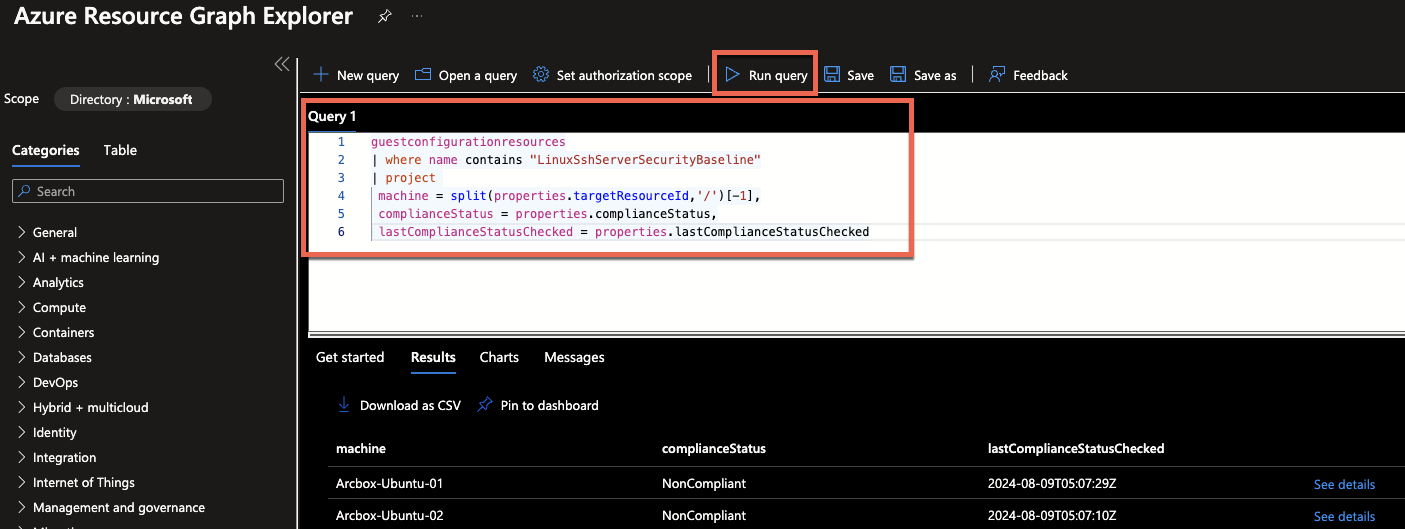 Azure Resource Graph Explorer
Scope Directory : Microsoft
Categories Table
Search
General
AI + machine learning
Analytics
Compute
Containers
Databases
DevOps
Hybrid + multicloud
Identity
Integration
Internet of Things
Management and governance
New query Open a query Set authorization scope Run query Save Save as Feedback
Query 1
1 guestconfigurationresources
2 | where name contains "LinuxSshServerSecurityBaseline"
3 | project
4 machine = split(properties.targetResourceId,'/')[-1],
5 complianceStatus = properties.complianceStatus,
6 lastComplianceStatusChecked = properties.lastComplianceStatusChecked
Get started Results Charts Messages
Download as CSV Pin to dashboard
machine complianceStatus lastComplianceStatusChecked
Arcbox-Ubuntu-01 NonCompliant 2024-08-09T05:07:29Z See details
Arcbox-Ubuntu-02 NonCompliant 2024-08-09T05:07:10Z See details